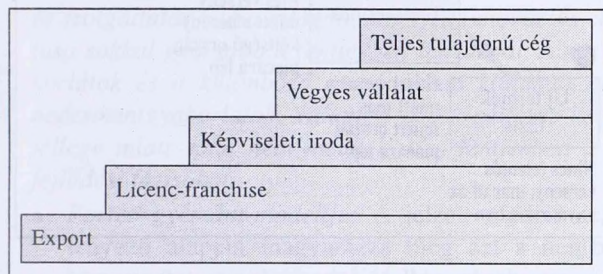 Teljes tulajdonú cég
Vegyes vállalat
Képviseleti iroda
Licenc-franchise
Export